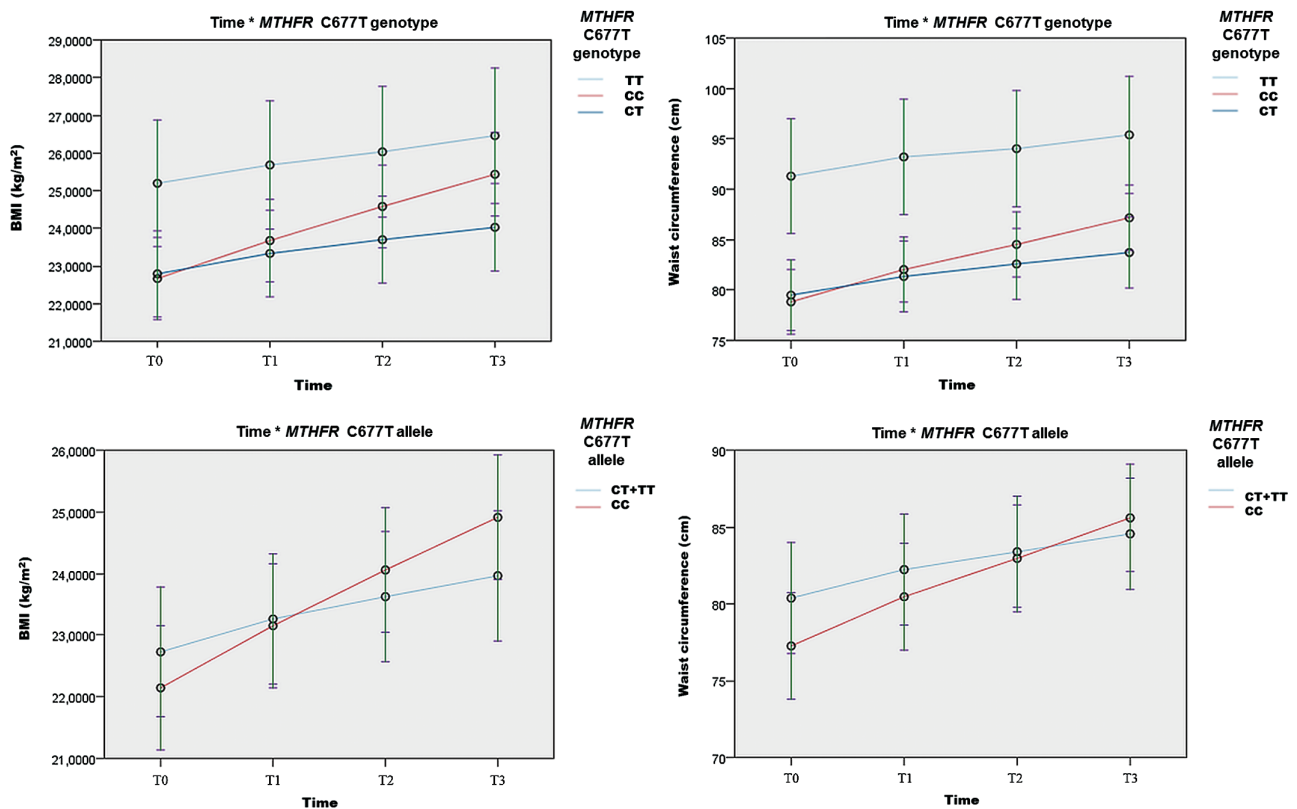 Time * MTHFR C677T genotype
MTHFR
C677T
genotype
TT
CC
CT
BMI (kg/m²)
29,0000
28,0000
27,0000
26,0000
25,0000
24,0000
23,0000
22,0000
21,0000
T0 T1 T2 T3
Time
Time * MTHFR C677T genotype
MTHFR
C677T
genotype
TT
CC
CT
Waist circumference (cm)
105
100
95
90
85
80
75
T0 T1 T2 T3
Time
Time * MTHFR C677T allele
MTHFR
C677T
allele
CT+TT
CC
BMI (kg/m²)
26,0000
25,0000
24,0000
23,0000
22,0000
21,0000
T0 T1 T2 T3
Time
Time * MTHFR C677T allele
MTHFR
C677T
allele
CT+TT
CC
Waist circumference (cm)
90
85
80
75
70
T0 T1 T2 T3
Time